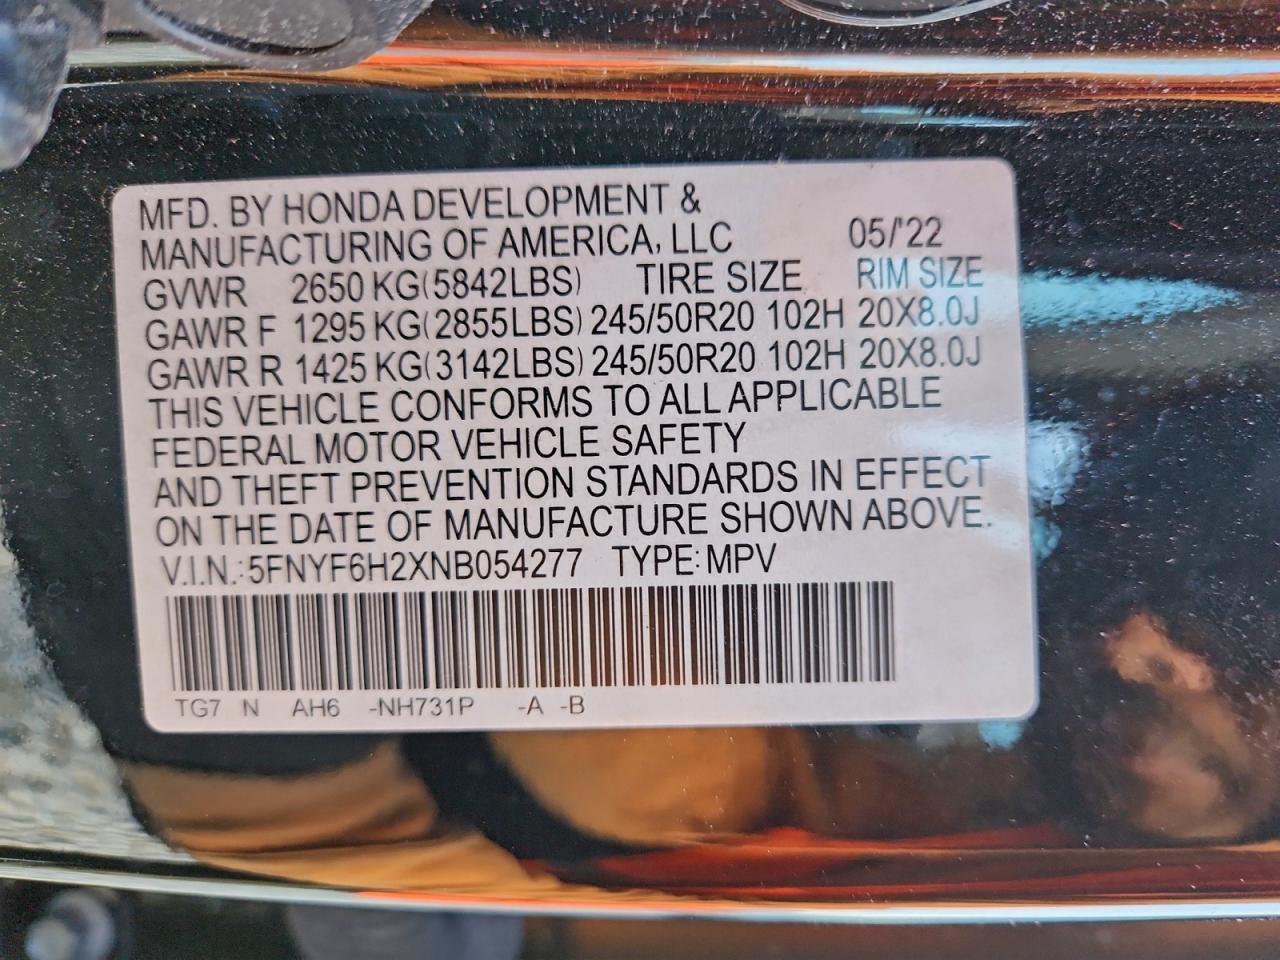 MFD. BY HONDA DEVELOPMENT &
MANUFACTURING OF AMERICA, LLC 05/'22
GVWR 2650 KG(5842LBS) TIRE SIZE RIM SIZE
GAWR F 1295 KG(2855LBS) 245/50R20 102H 20X8.0J
GAWR R 1425 KG(3142LBS) 245/50R20 102H 20X8.0J
THIS VEHICLE CONFORMS TO ALL APPLICABLE
FEDERAL MOTOR VEHICLE SAFETY
AND THEFT PREVENTION STANDARDS IN EFFECT
ON THE DATE OF MANUFACTURE SHOWN ABOVE.
V.I.N.: 5FNYF6H2XNB054277 TYPE: MPV
TG7 N AH6 -NH731P -A -B